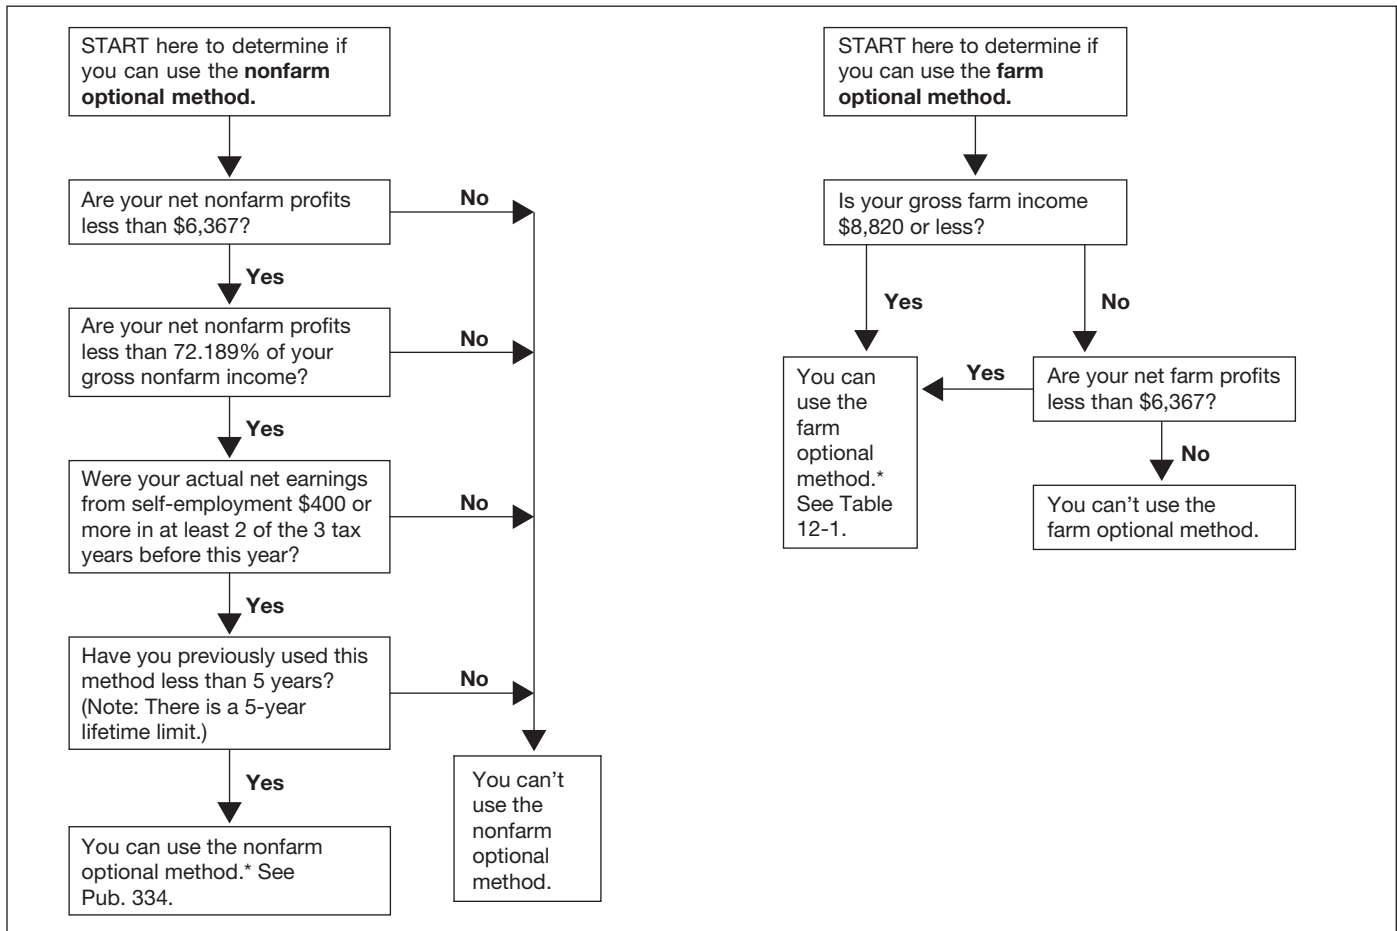 START here to determine if
you can use the nonfarm
optional method.
Are your net nonfarm profits
less than $6,367?
No
Yes
Are your net nonfarm profits
less than 72.189% of your
gross nonfarm income?
No
Yes
Were your actual net earnings
from self-employment $400 or
more in at least 2 of the 3 tax
years before this year?
No
Yes
Have you previously used this
method less than 5 years?
(Note: There is a 5-year
lifetime limit.)
No
Yes
You can use the nonfarm
optional method.* See
Pub. 334.
You can't
use the
nonfarm
optional
method.
START here to determine if
you can use the farm
optional method.
Is your gross farm income
$8,820 or less?
Yes
No
You can
use the
farm
optional
method.*
See Table
12-1.
Yes
Are your net farm profits
less than $6,367?
No
You can't use the
farm optional method.